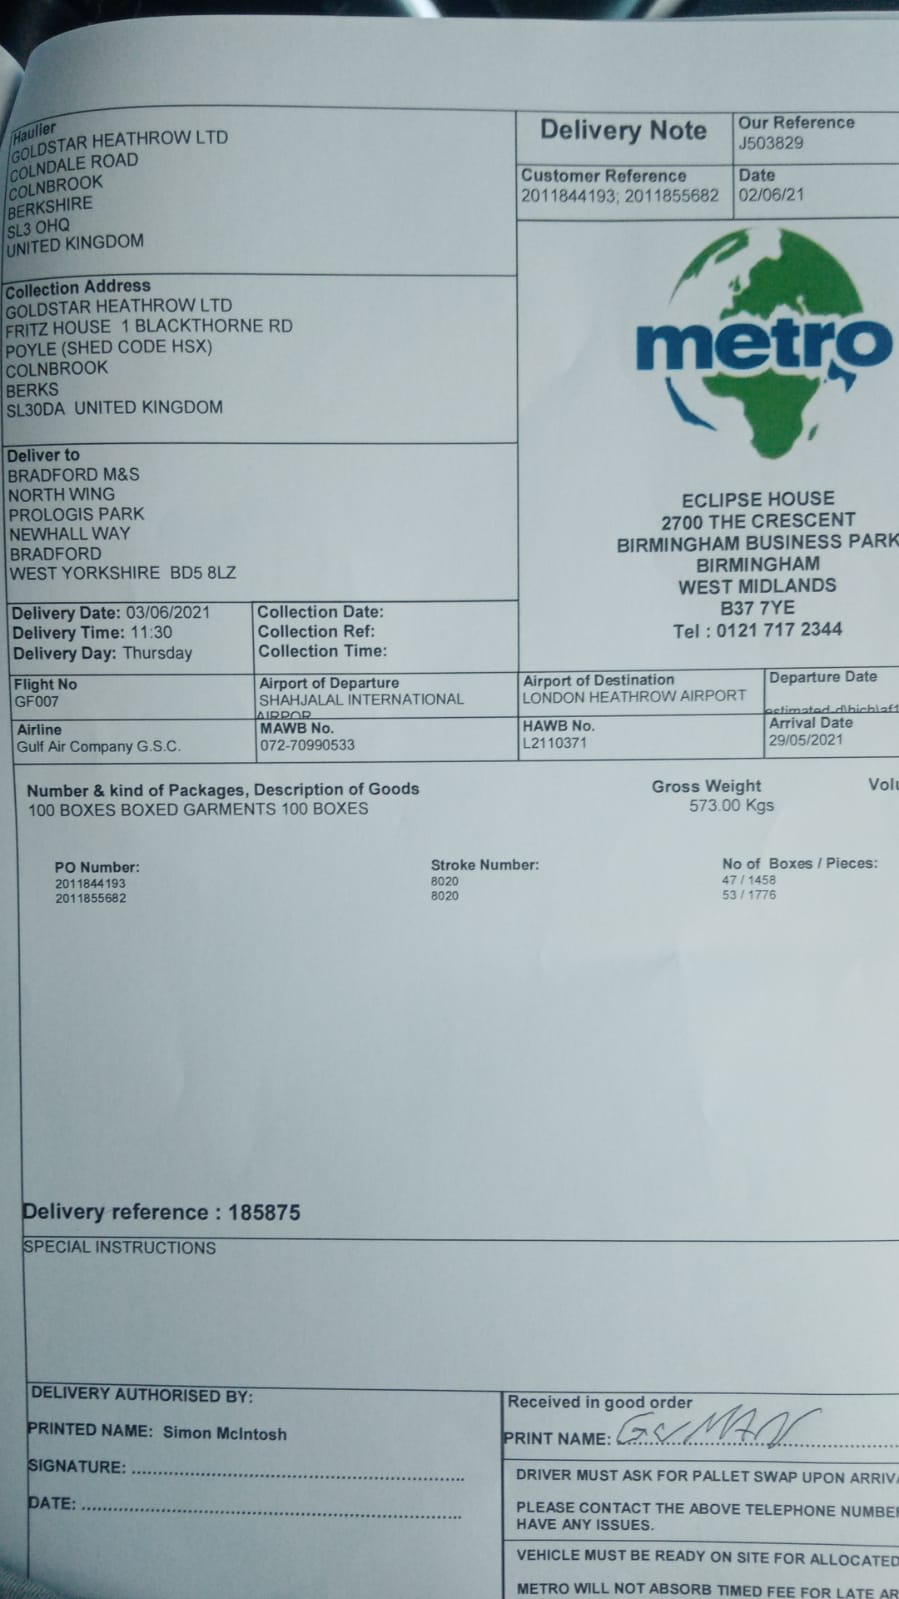 Haulier
GOLDSTAR HEATHROW LTD
COLNDALE ROAD
COLNBROOK
BERKSHIRE
SL3 OHQ
UNITED KINGDOM
Delivery Note
Our Reference
J503829
Customer Reference
2011844193; 2011855682
Date
02/06/21
Collection Address
GOLDSTAR HEATHROW LTD
FRITZ HOUSE 1 BLACKTHORNE RD
POYLE (SHED CODE HSX)
COLNBROOK
BERKS
SL30DA UNITED KINGDOM
metro
Deliver to
BRADFORD M&S
NORTH WING
PROLOGIS PARK
NEWHALL WAY
BRADFORD
WEST YORKSHIRE BD5 8LZ
ECLIPSE HOUSE
2700 THE CRESCENT
BIRMINGHAM BUSINESS PARK
BIRMINGHAM
WEST MIDLANDS
B37 7YE
Tel : 0121 717 2344
Delivery Date: 03/06/2021
Delivery Time: 11:30
Delivery Day: Thursday
Collection Date:
Collection Ref:
Collection Time:
Flight No
GF007
Airport of Departure
SHAHJALAL INTERNATIONAL
AIRPOR
Airport of Destination
LONDON HEATHROW AIRPORT
Departure Date
Airline
Gulf Air Company G.S.C.
MAWB No.
072-70990533
HAWB No.
L2110371
Arrival Date
29/05/2021
Number & kind of Packages, Description of Goods
100 BOXES BOXED GARMENTS 100 BOXES
Gross Weight
573.00 Kgs
Volu
PO Number:
2011844193
2011855682
Stroke Number:
8020
8020
No of Boxes / Pieces:
47 / 1458
53 / 1776
Delivery reference : 185875
SPECIAL INSTRUCTIONS
DELIVERY AUTHORISED BY:
PRINTED NAME: Simon McIntosh
SIGNATURE:
DATE:
Received in good order
PRINT NAME:
DRIVER MUST ASK FOR PALLET SWAP UPON ARRIVA
PLEASE CONTACT THE ABOVE TELEPHONE NUMBER
HAVE ANY ISSUES.
VEHICLE MUST BE READY ON SITE FOR ALLOCATED
METRO WILL NOT ABSORB TIMED FEE FOR LATE AR